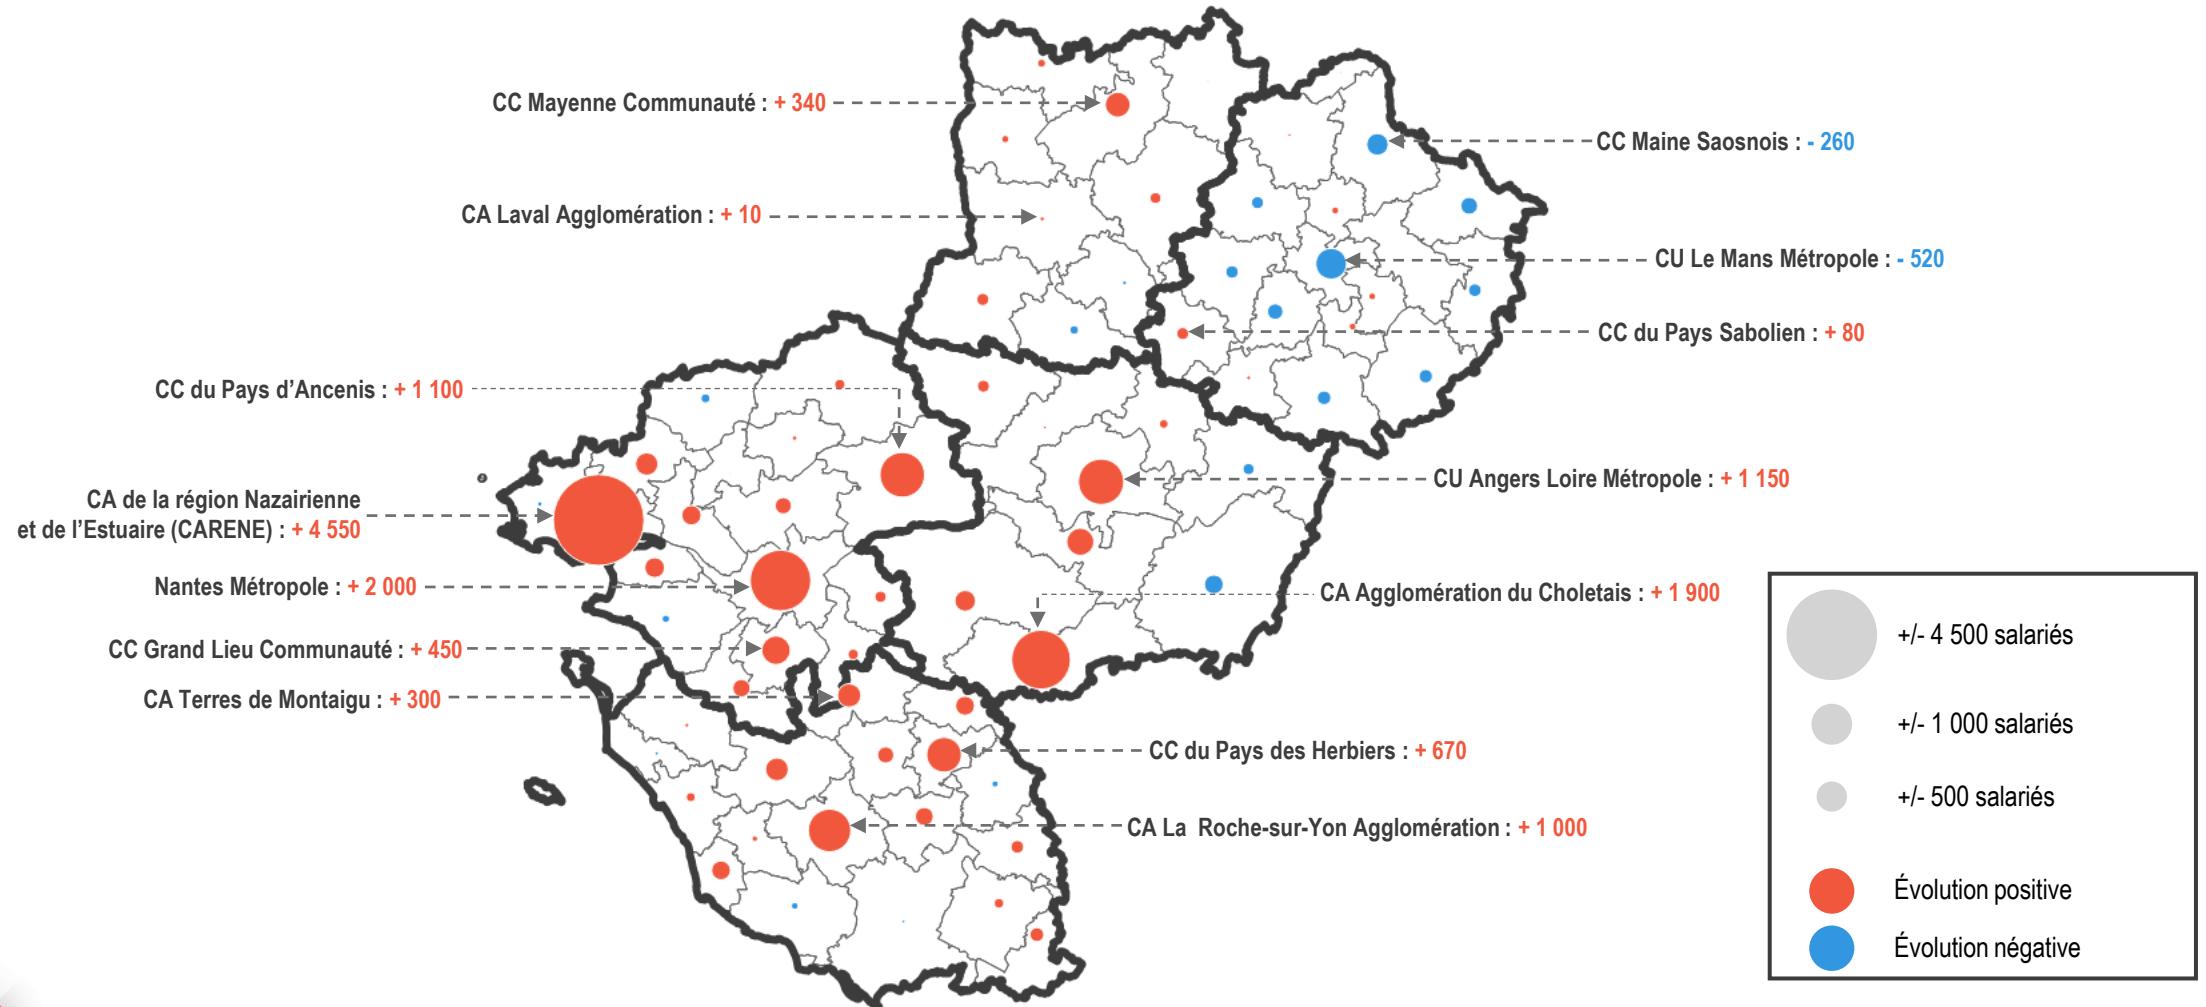 CC Mayenne Communauté : + 340
CC Maine Saosnois : - 260
CA Laval Agglomération : + 10
CU Le Mans Métropole : - 520
CC du Pays Sabolien : + 80
CC du Pays d’Ancenis : + 1 100
CU Angers Loire Métropole : + 1 150
CA de la région Nazairienne
et de l’Estuaire (CARENE) : + 4 550
Nantes Métropole : + 2 000
CA Agglomération du Choletais : + 1 900
CC Grand Lieu Communauté : + 450
CA Terres de Montaigu : + 300
CC du Pays des Herbiers : + 670
CA La Roche-sur-Yon Agglomération : + 1 000
+/- 4 500 salariés
+/- 1 000 salariés
+/- 500 salariés
Évolution positive
Évolution négative